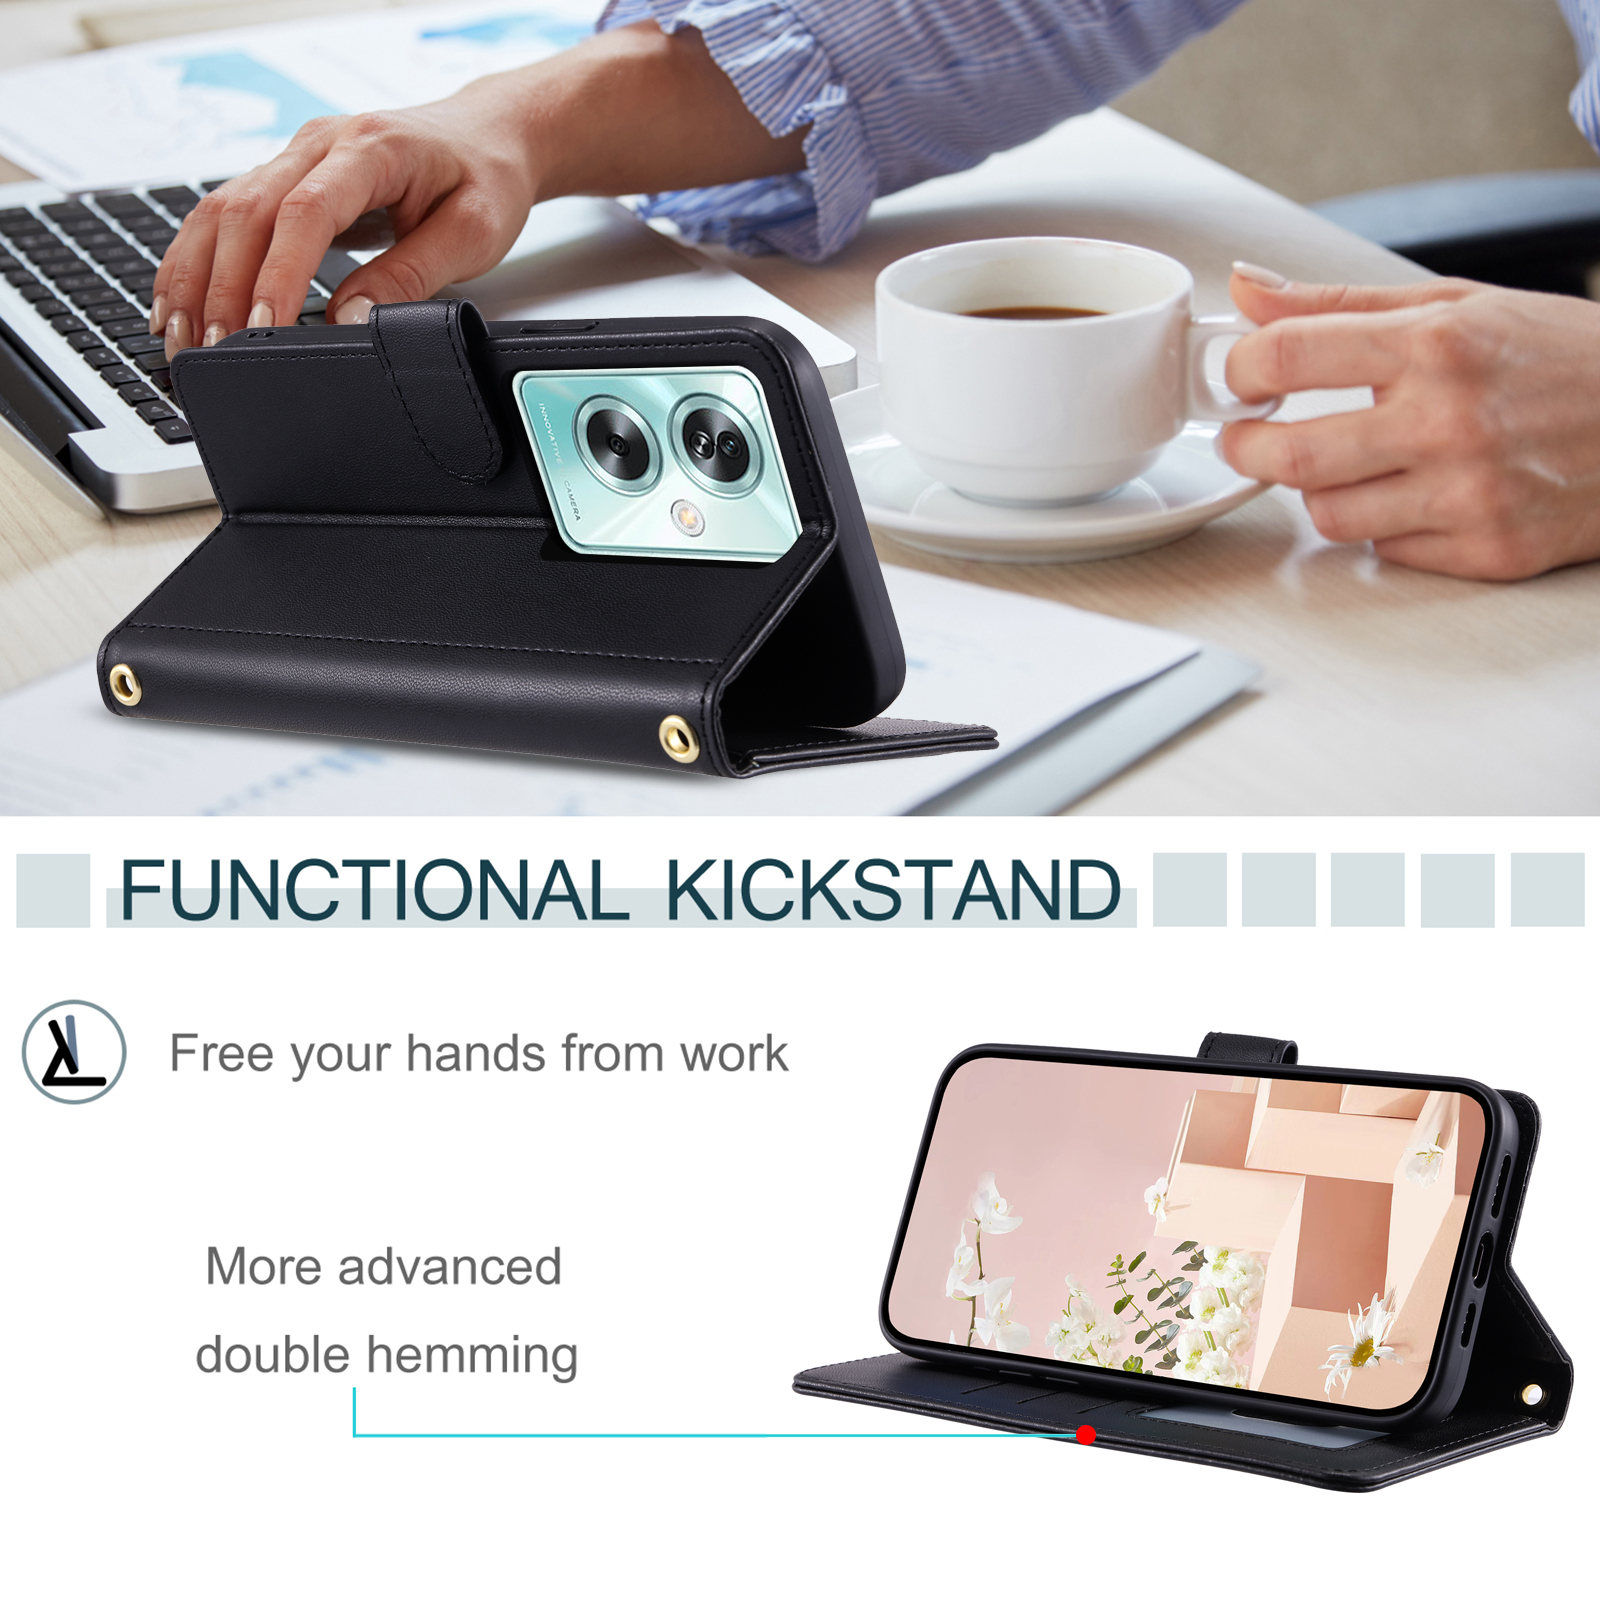 INNOVATIVE CAMERA
FUNCTIONAL KICKSTAND
Free your hands from work
More advanced
double hemming